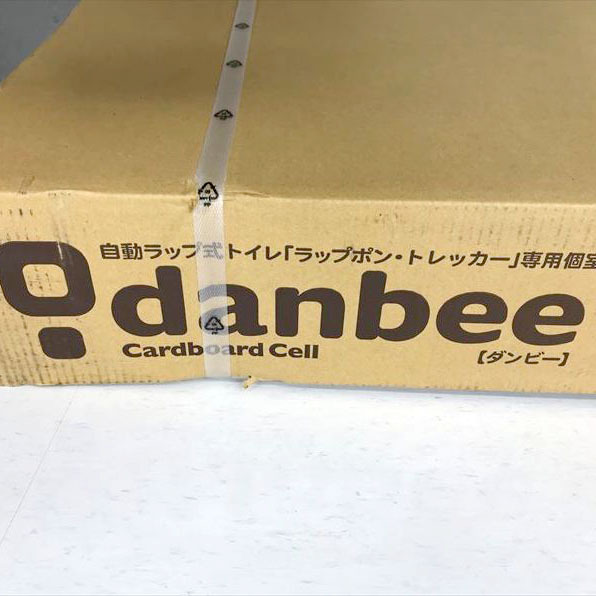 自動ラップ式トイレ「ラップポン・トレッカー」専用個室
danbee
Cardboard Cell
【ダンビー】